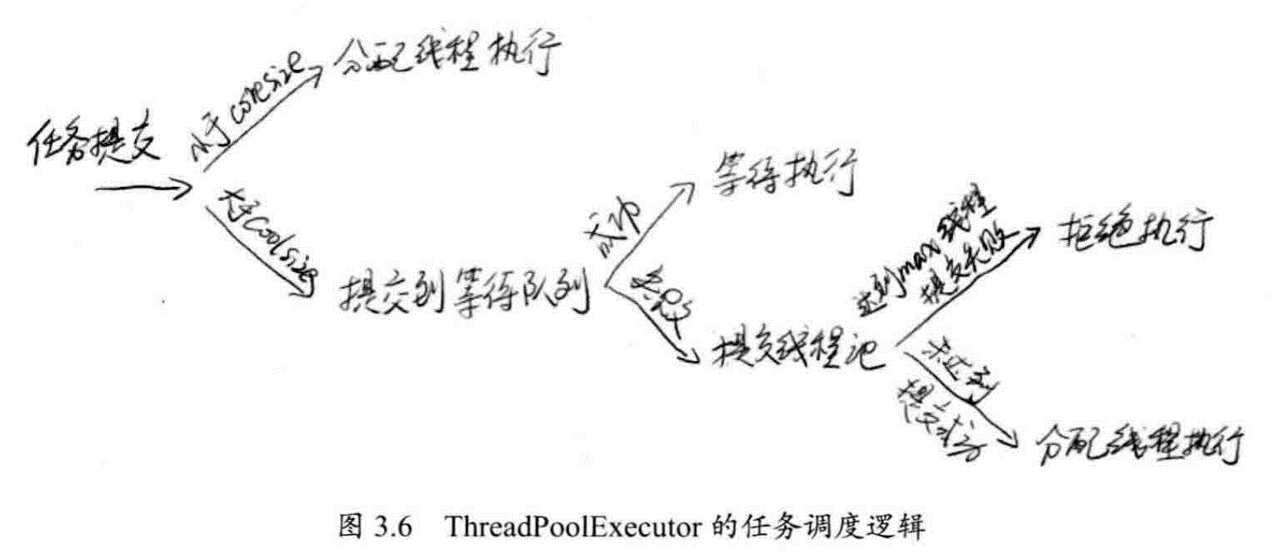 任务提交
小于coresize
分配线程执行
大于Coolsize
提交到等待队列
成功
等待执行
失败
提交线程池
达到max线程
提交失败
拒绝执行
未达到
提交成功
分配线程执行
图 3.6 ThreadPoolExecutor 的任务调度逻辑